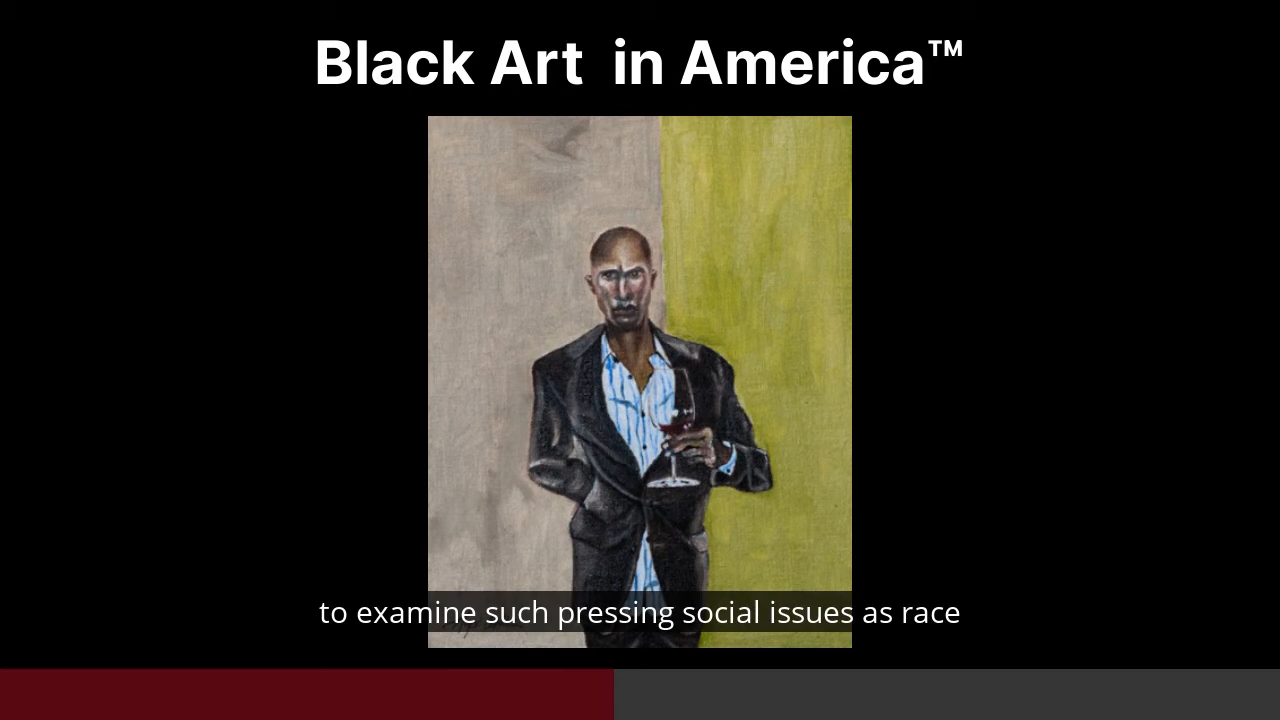 Black Art in America™
to examine such pressing social issues as race